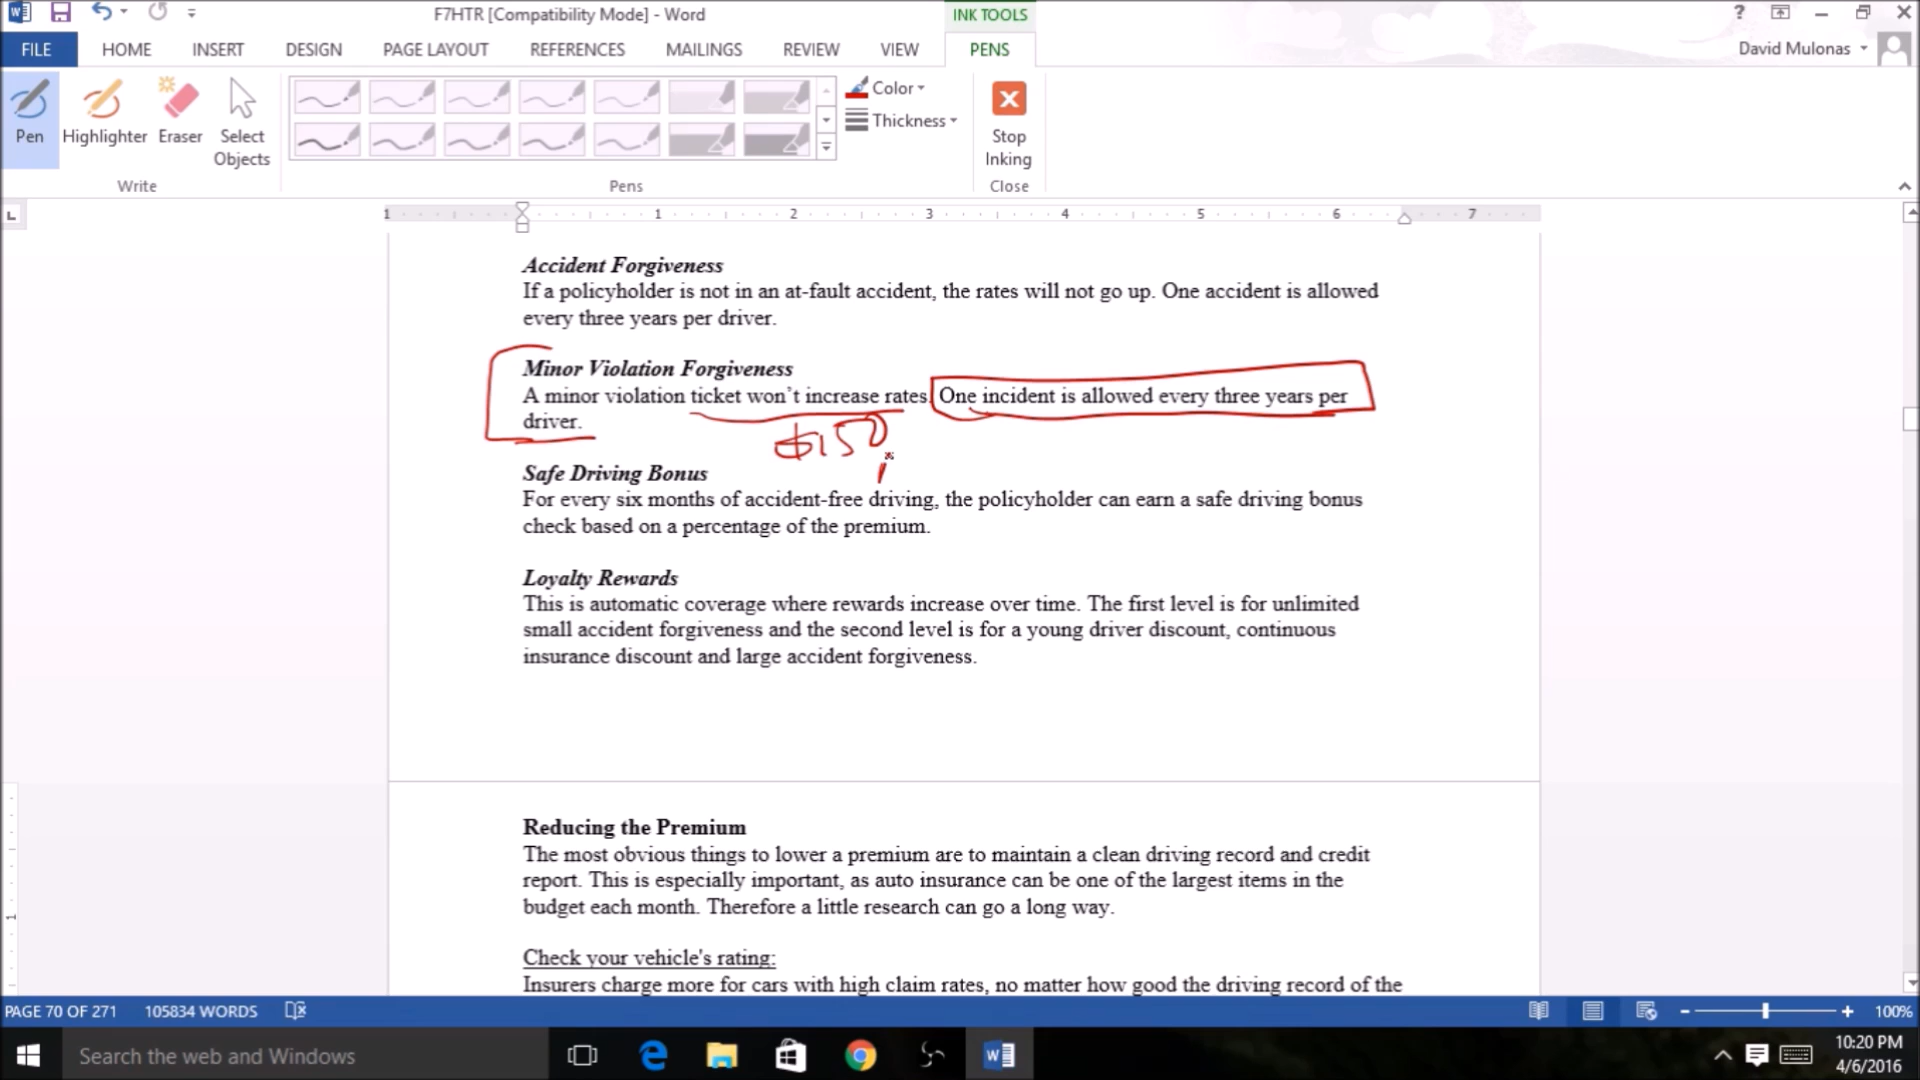 F7HTR [Compatibility Mode] - Word
INK TOOLS
?
FILE HOME INSERT DESIGN PAGE LAYOUT REFERENCES MAILINGS REVIEW VIEW PENS
David Mulonas
Pen Highlighter Eraser Select Objects
Color
Thickness
Stop Inking
Write Pens Close
1 1 2 3 4 5 6 7
Accident Forgiveness
If a policyholder is not in an at-fault accident, the rates will not go up. One accident is allowed
every three years per driver.
Minor Violation Forgiveness
A minor violation ticket won't increase rates. One incident is allowed every three years per
driver.
$150
Safe Driving Bonus
For every six months of accident-free driving, the policyholder can earn a safe driving bonus
check based on a percentage of the premium.
Loyalty Rewards
This is automatic coverage where rewards increase over time. The first level is for unlimited
small accident forgiveness and the second level is for a young driver discount, continuous
insurance discount and large accident forgiveness.
Reducing the Premium
The most obvious things to lower a premium are to maintain a clean driving record and credit
report. This is especially important, as auto insurance can be one of the largest items in the
budget each month. Therefore a little research can go a long way.
Check your vehicle's rating:
Insurers charge more for cars with high claim rates, no matter how good the driving record of the
PAGE 70 OF 271 105834 WORDS 100%
Search the web and Windows
10:20 PM
4/6/2016